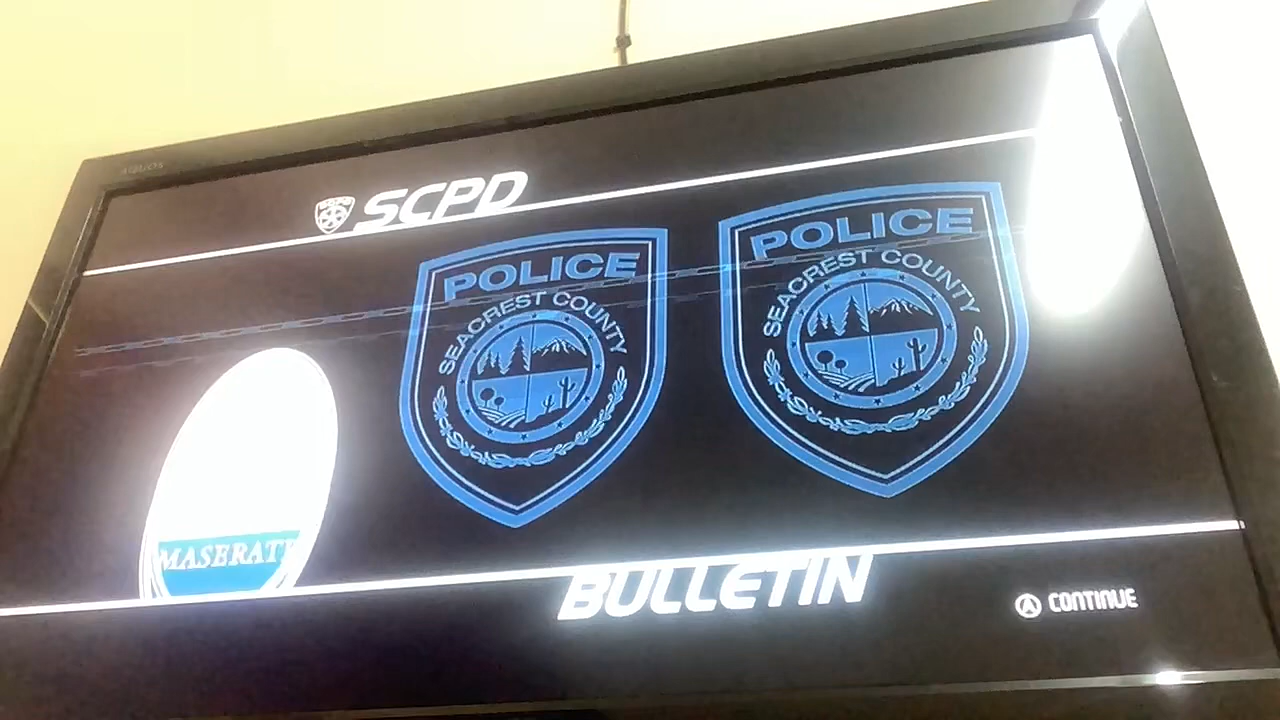 SCPD
POLICE
SEACREST COUNTY
POLICE
SEACREST COUNTY
MASERATI
BULLETIN
A CONTINUE